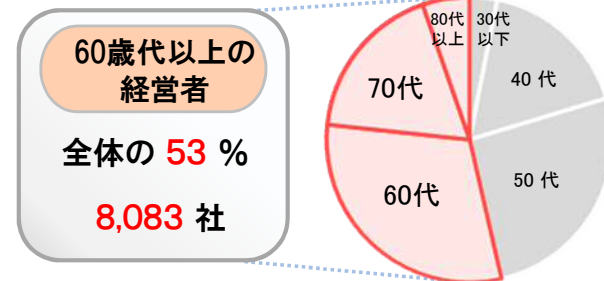 60歳代以上の
経営者
全体の 53 %
8,083 社
80代
以上
30代
以下
40 代
50 代
60代
70代